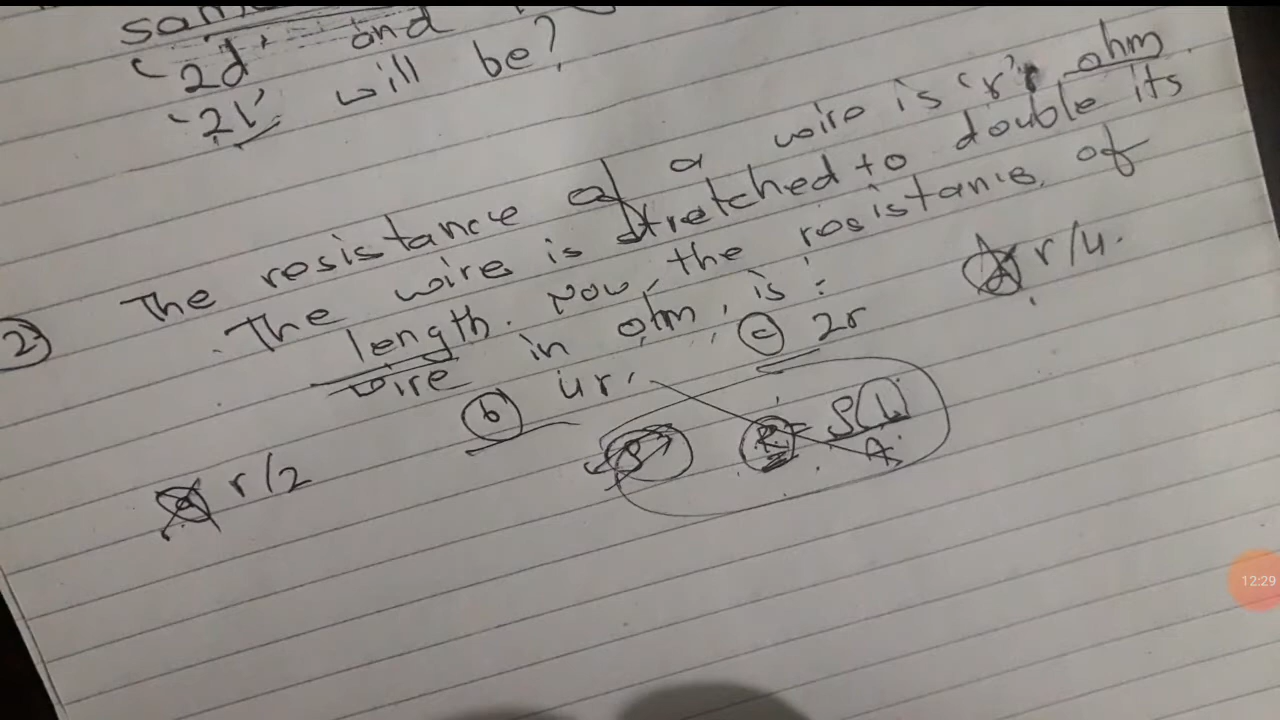 same
'2d' and
'2l' will be?
2) The resistance of a wire is 'r' ohm.
The wire is stretched to double its
length. Now, the resistance of
wire in ohm, is :
r/2 (b) 4r, (c) 2r r/4.
R = ρ(L)
A
12:29